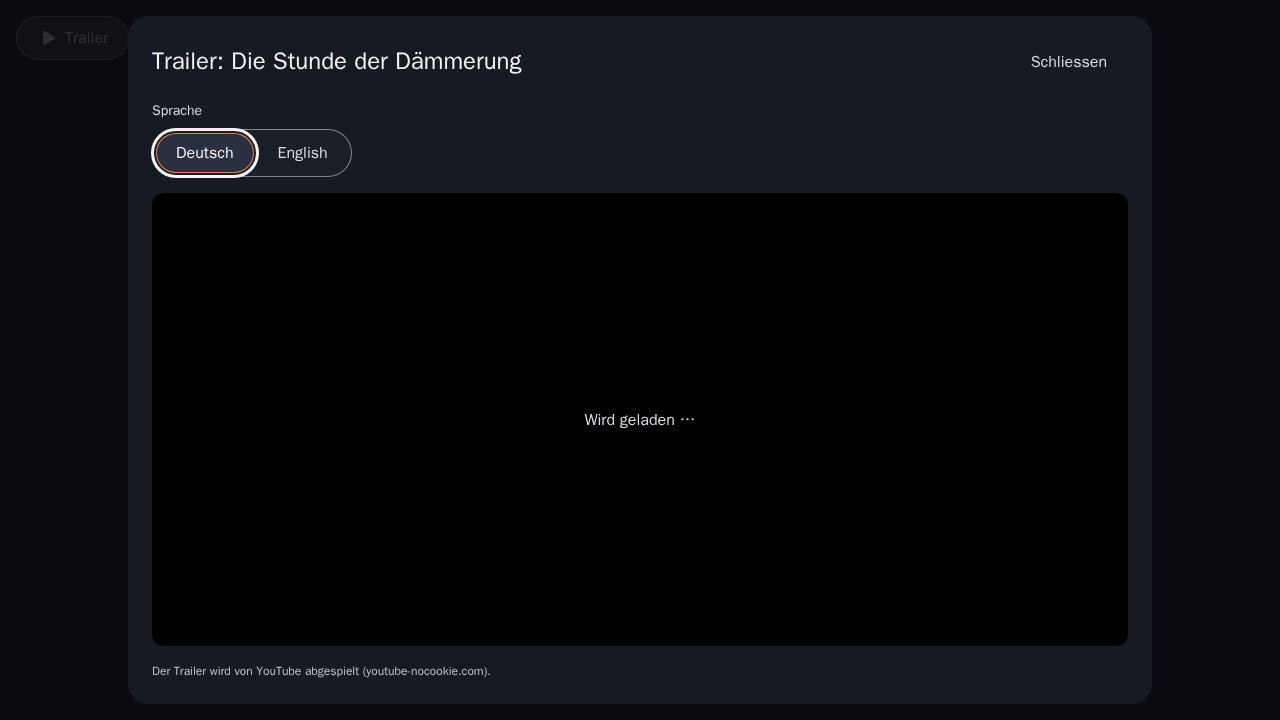 Trailer
Trailer: Die Stunde der Dämmerung
Schliessen
Sprache
Deutsch
English
Wird geladen …
Der Trailer wird von YouTube abgespielt (youtube-nocookie.com).